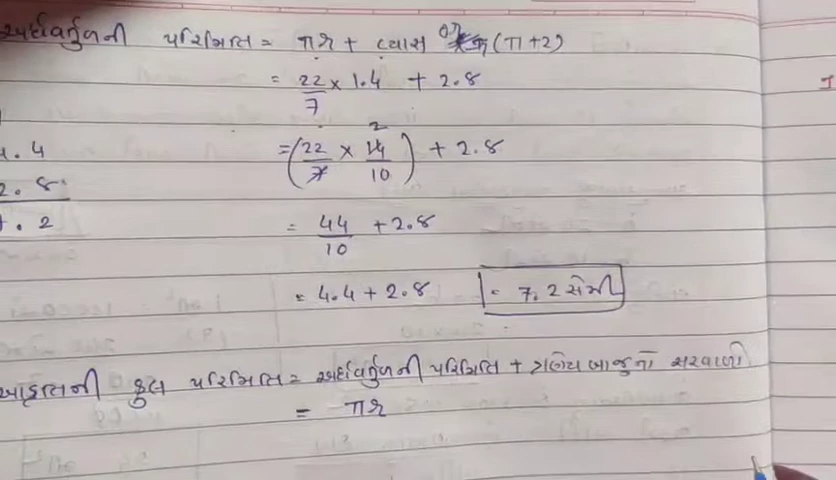 અર્ધવર્તુળની પરિમિતિ = πr + વ્યાસ or (π+2)
= 22/7 × 1.4 + 2.8
4.4 = (22/7 × 14/10) + 2.8
2.8
7.2 = 44/10 + 2.8
= 4.4 + 2.8 = 7.2 સેમી
આકૃતિની કુલ પરિમિતિ = અર્ધવર્તુળની પરિમિતિ + ત્રણેય બાજુનો સરવાળો
= πr